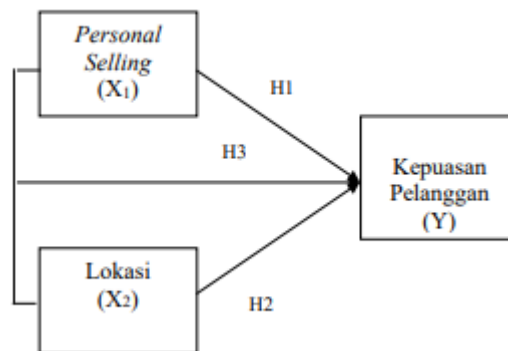 Personal
Selling
(X1)
H1
H3
Kepuasan
Pelanggan
(Y)
Lokasi
(X2)
H2